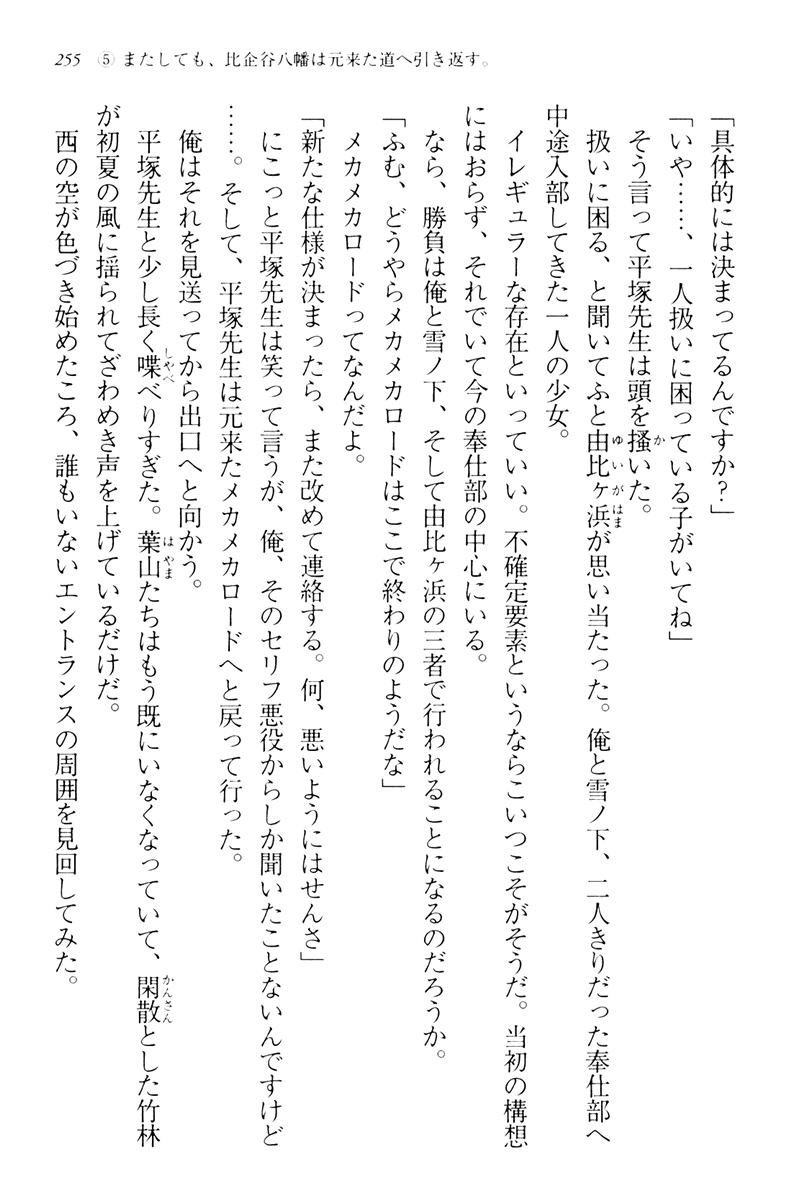 255 ⑤ またしても、比企谷八幡は元来た道へ引き返す。
「具体的には決まってるんですか？」
「いや……、一人扱いに困っている子がいてね」
そう言って平塚先生は頭を掻いた。
扱いに困る、と聞いてふと由比ヶ浜が思い当たった。俺と雪ノ下、二人きりだった奉仕部へ
中途入部してきた一人の少女。
イレギュラーな存在といっていい。不確定要素というならこいつこそがそうだ。当初の構想
にはおらず、それでいて今の奉仕部の中心にいる。
なら、勝負は俺と雪ノ下、そして由比ヶ浜の三者で行われることになるのだろうか。
「ふむ、どうやらメカメカロードはここで終わりのようだな」
メカメカロードってなんだよ。
「新たな仕様が決まったら、また改めて連絡する。何、悪いようにはせんさ」
にこっと平塚先生は笑って言うが、俺、そのセリフ悪役からしか聞いたことないんですけど
……。そして、平塚先生は元来たメカメカロードへと戻って行った。
俺はそれを見送ってから出口へと向かう。
平塚先生と少し長く喋べりすぎた。葉山たちはもう既にいなくなっていて、閑散とした竹林
が初夏の風に揺られてざわめき声を上げているだけだ。
西の空が色づき始めたころ、誰もいないエントランスの周囲を見回してみた。